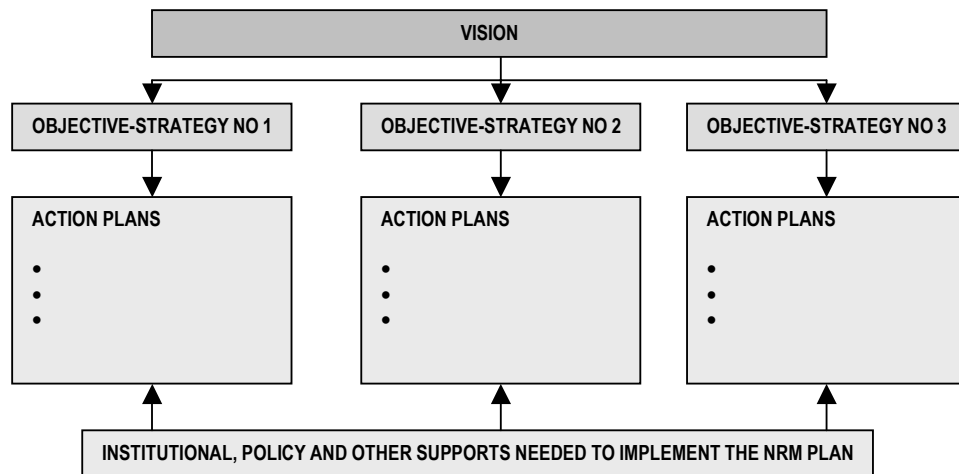 VISION
OBJECTIVE-STRATEGY NO 1
OBJECTIVE-STRATEGY NO 2
OBJECTIVE-STRATEGY NO 3
ACTION PLANS
•
•
•
ACTION PLANS
•
•
•
ACTION PLANS
•
•
•
INSTITUTIONAL, POLICY AND OTHER SUPPORTS NEEDED TO IMPLEMENT THE NRM PLAN